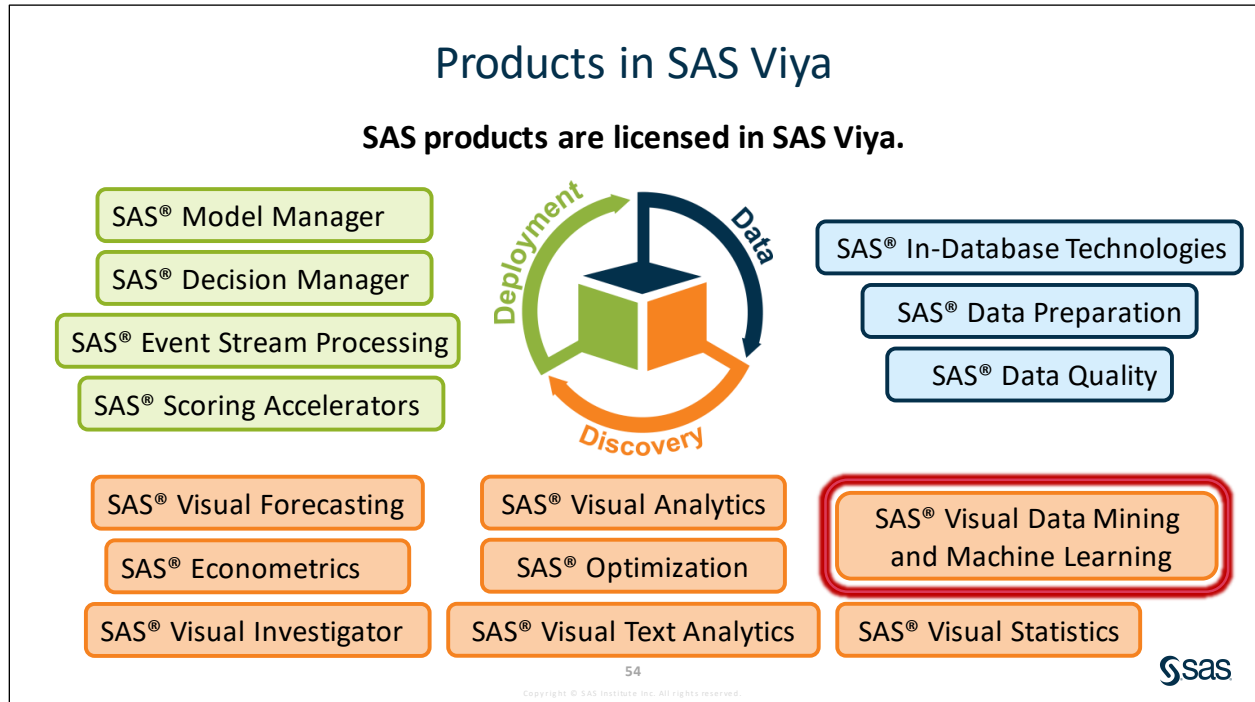 Products in SAS Viya
SAS products are licensed in SAS Viya.
SAS® Model Manager
SAS® Decision Manager
SAS® Event Stream Processing
SAS® Scoring Accelerators
Deployment
Data
Discovery
SAS® In-Database Technologies
SAS® Data Preparation
SAS® Data Quality
SAS® Visual Forecasting
SAS® Econometrics
SAS® Visual Investigator
SAS® Visual Analytics
SAS® Optimization
SAS® Visual Text Analytics
SAS® Visual Data Mining
and Machine Learning
SAS® Visual Statistics
54
Copyright © SAS Institute Inc. All rights reserved.
sas